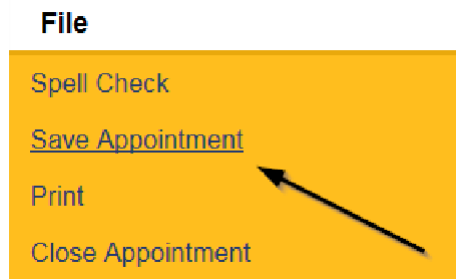 File
Spell Check
Save Appointment
Print
Close Appointment